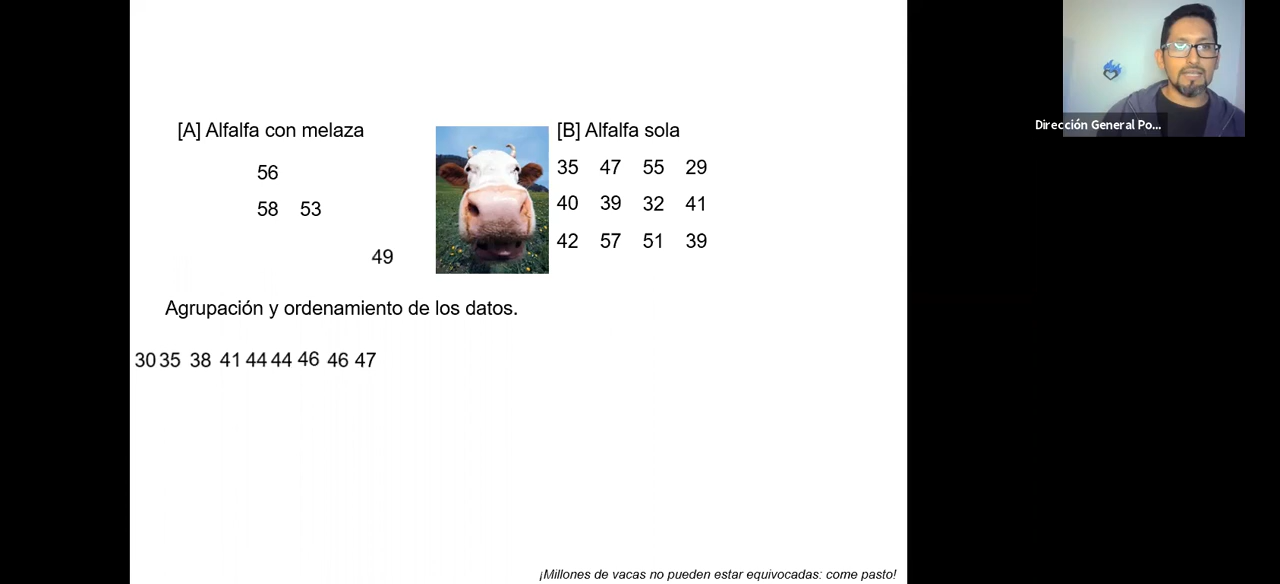 [A] Alfalfa con melaza
56
58 53
49
[B] Alfalfa sola
35 47 55 29
40 39 32 41
42 57 51 39
Agrupación y ordenamiento de los datos.
30 35 38 41 44 44 46 46 47
¡Millones de vacas no pueden estar equivocadas: come pasto!
Dirección General Po...